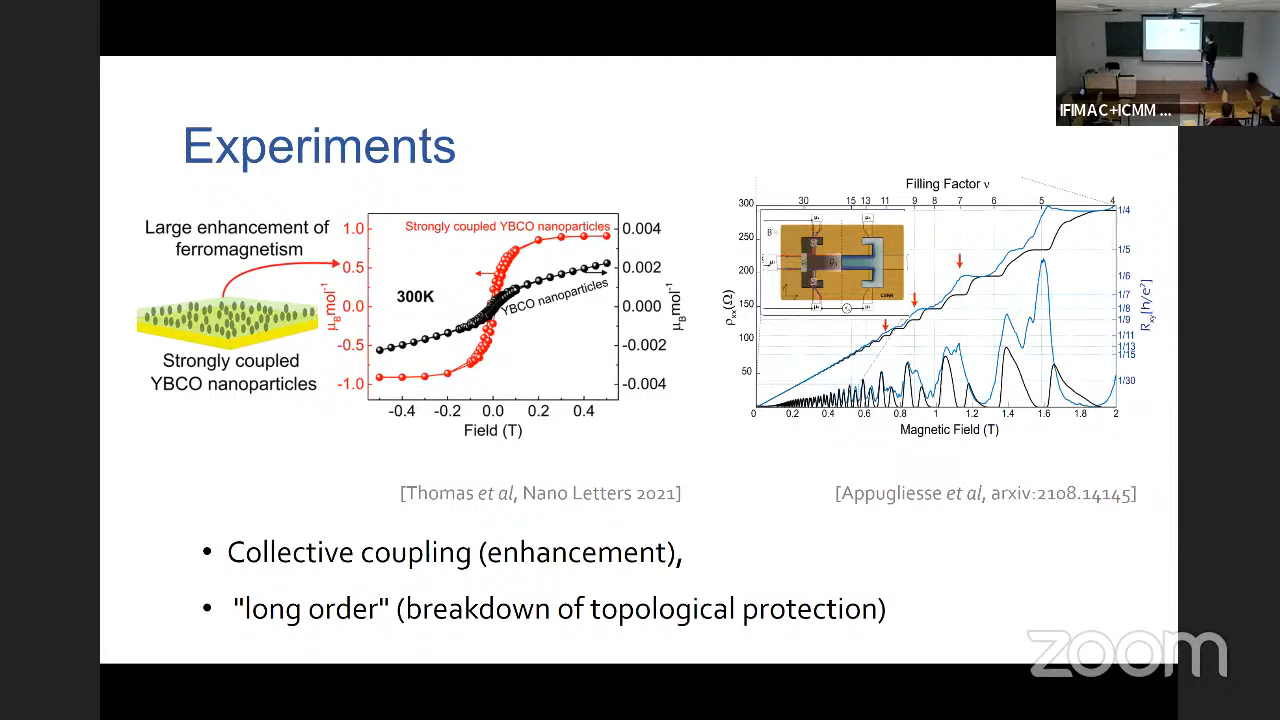 IFIMAC+ICMM ...
Experiments
Large enhancement of
ferromagnetism
Strongly coupled
YBCO nanoparticles
1.0
0.5
0.0
-0.5
-1.0
μBmol-1
Strongly coupled YBCO nanoparticles
300K
YBCO nanoparticles
0.004
0.002
0.000
-0.002
-0.004
μBmol-1
-0.4 -0.2 0.0 0.2 0.4
Field (T)
Filling Factor ν
30 15 13 11 9 8 7 6 5 4
300
250
200
150
100
50
ρxx(Ω)
B
CSRR
1/4
1/5
1/6
1/7
1/8
1/9
1/11
1/13
1/15
1/30
Rxy[h/e²]
0 0.2 0.4 0.6 0.8 1 1.2 1.4 1.6 2
Magnetic Field (T)
[Thomas et al, Nano Letters 2021]
[Appugliesse et al, arxiv:2108.14145]
• Collective coupling (enhancement),
• "long order" (breakdown of topological protection)
zoom